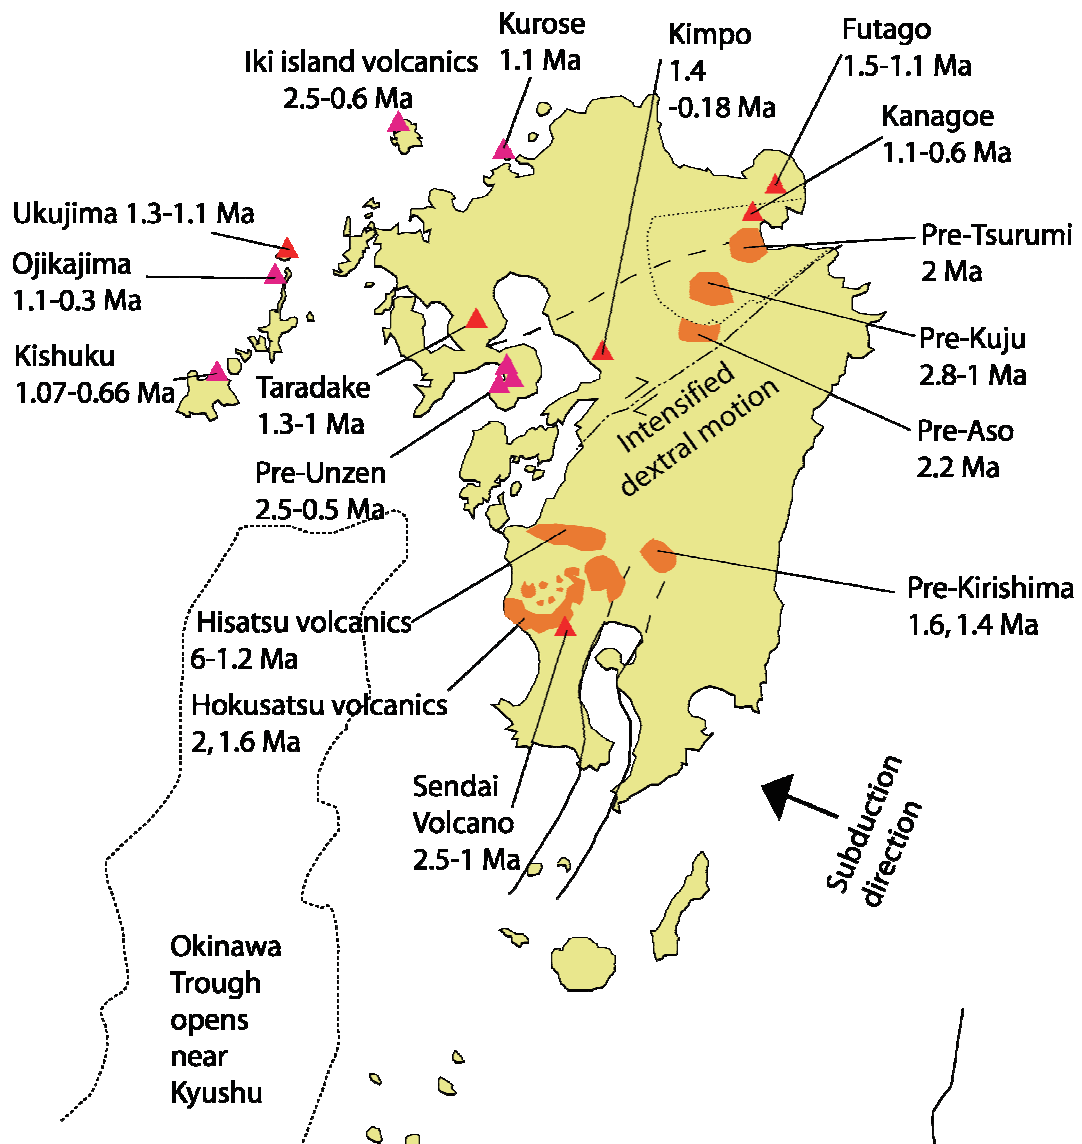 Kurose
1.1 Ma
Kimpo
1.4
-0.18 Ma
Futago
1.5-1.1 Ma
Iki island volcanics
2.5-0.6 Ma
Kanagoe
1.1-0.6 Ma
Ukujima 1.3-1.1 Ma
Ojikajima
1.1-0.3 Ma
Pre-Tsurumi
2 Ma
Kishuku
1.07-0.66 Ma
Pre-Kuju
2.8-1 Ma
Taradake
1.3-1 Ma
Intensified
dextral motion
Pre-Aso
2.2 Ma
Pre-Unzen
2.5-0.5 Ma
Pre-Kirishima
1.6, 1.4 Ma
Hisatsu volcanics
6-1.2 Ma
Hokusatsu volcanics
2, 1.6 Ma
Sendai
Volcano
2.5-1 Ma
Subduction
direction
Okinawa
Trough
opens
near
Kyushu